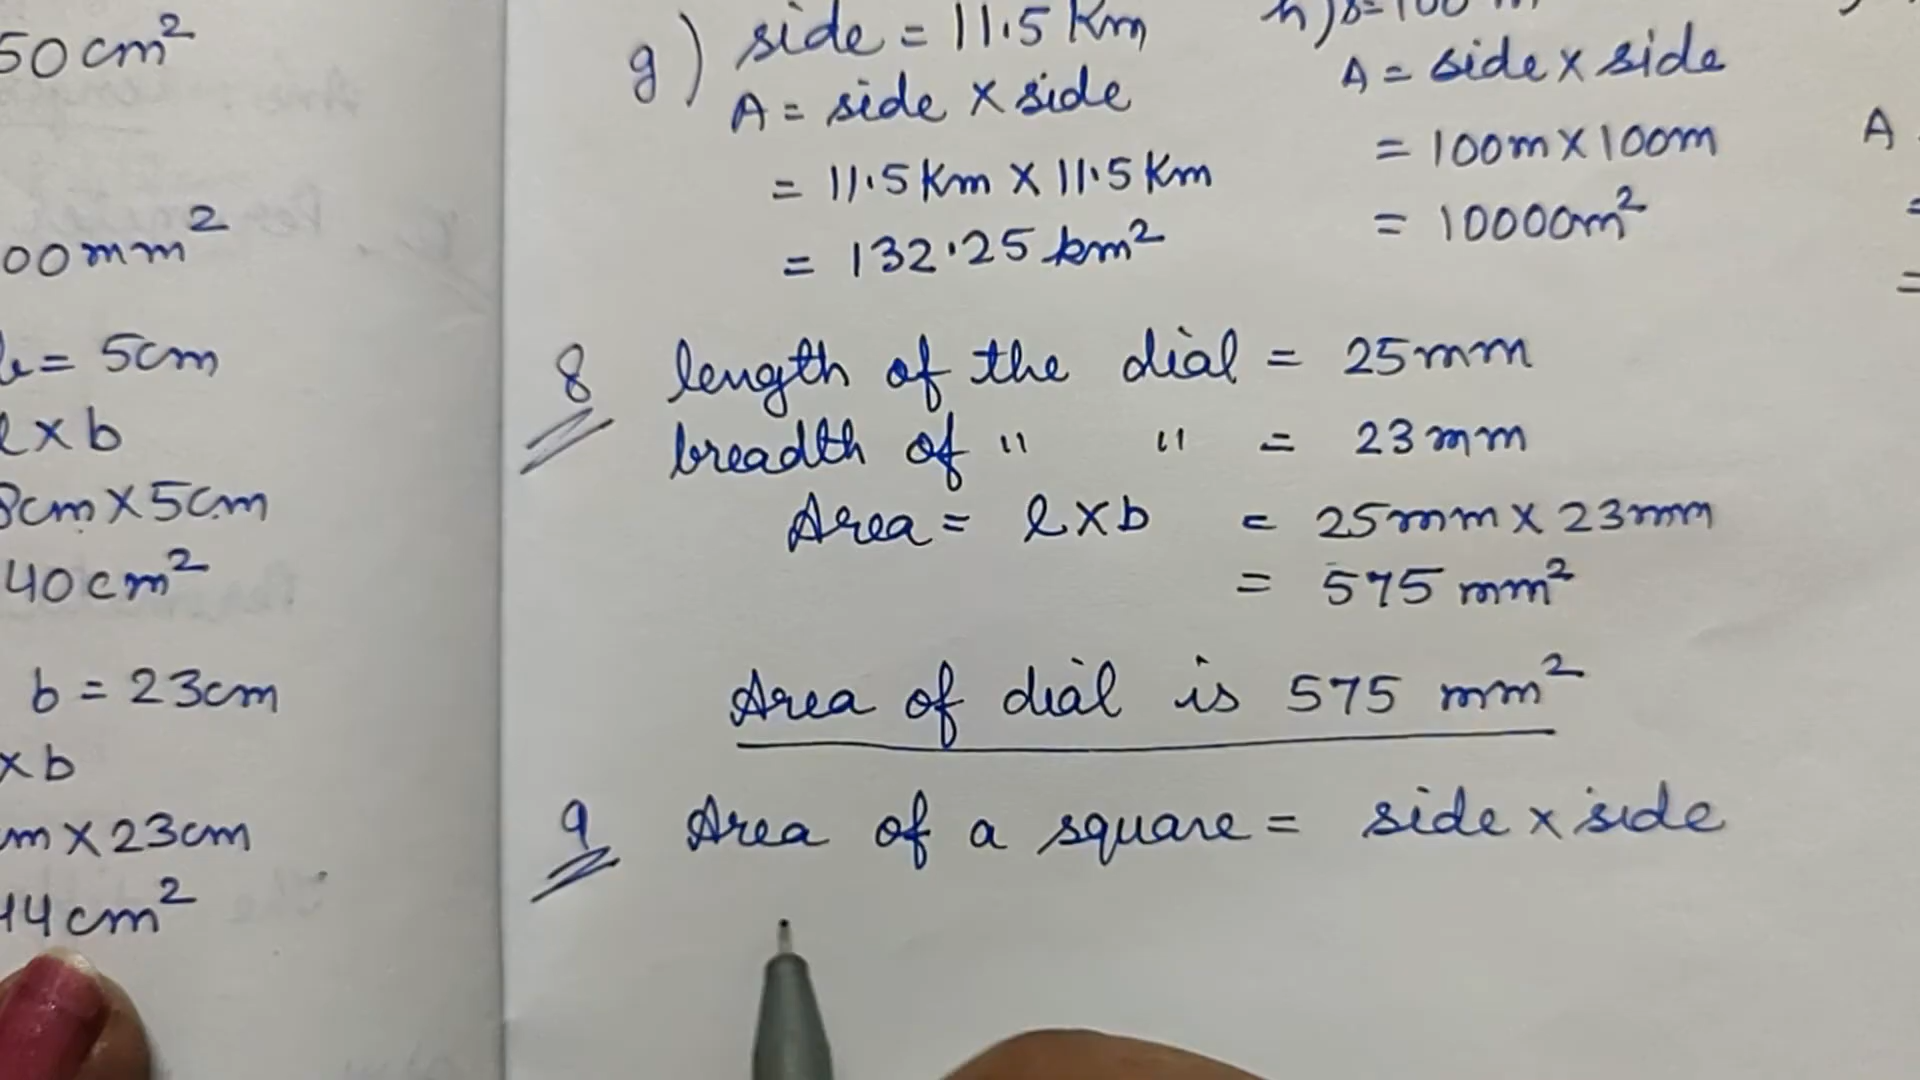 50cm²
00mm²
= 5cm
l×b
8cm×5cm
40cm²
b = 23cm
×b
m×23cm
44cm²
g) side = 11.5 Km
A = side × side
= 11.5 Km × 11.5 Km
= 132.25 km²
h) s=100 m
A = side × side
= 100m×100m
= 10000m²
A
=
=
8 length of the dial = 25mm
breadth of " " = 23mm
Area = l×b = 25mm×23mm
= 575 mm²
Area of dial is 575 mm²
9 Area of a square = side × side